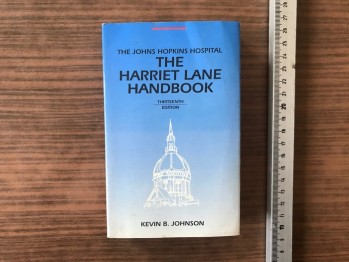 THE JOHNS HOPKINS HOSPITAL
THE
HARRIET LANE
HANDBOOK
THIRTEENTH
EDITION
KEVIN B. JOHNSON